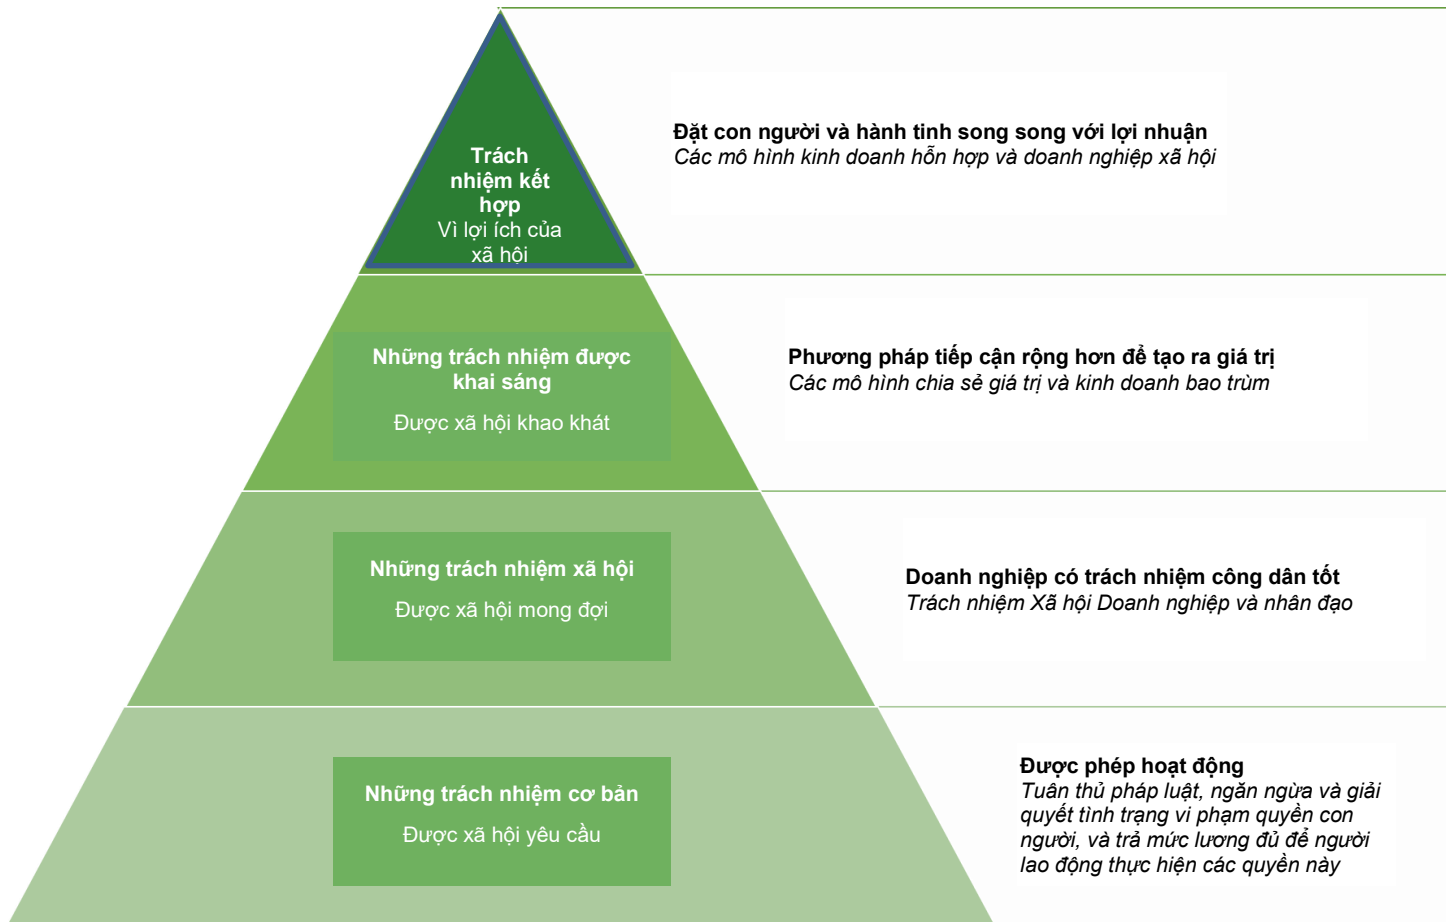 Trách
nhiệm kết
hợp
Vì lợi ích của
xã hội
Đặt con người và hành tinh song song với lợi nhuận
Các mô hình kinh doanh hỗn hợp và doanh nghiệp xã hội
Những trách nhiệm được
khai sáng
Được xã hội khao khát
Phương pháp tiếp cận rộng hơn để tạo ra giá trị
Các mô hình chia sẻ giá trị và kinh doanh bao trùm
Những trách nhiệm xã hội
Được xã hội mong đợi
Doanh nghiệp có trách nhiệm công dân tốt
Trách nhiệm Xã hội Doanh nghiệp và nhân đạo
Những trách nhiệm cơ bản
Được xã hội yêu cầu
Được phép hoạt động
Tuân thủ pháp luật, ngăn ngừa và giải
quyết tình trạng vi phạm quyền con
người, và trả mức lương đủ để người
lao động thực hiện các quyền này